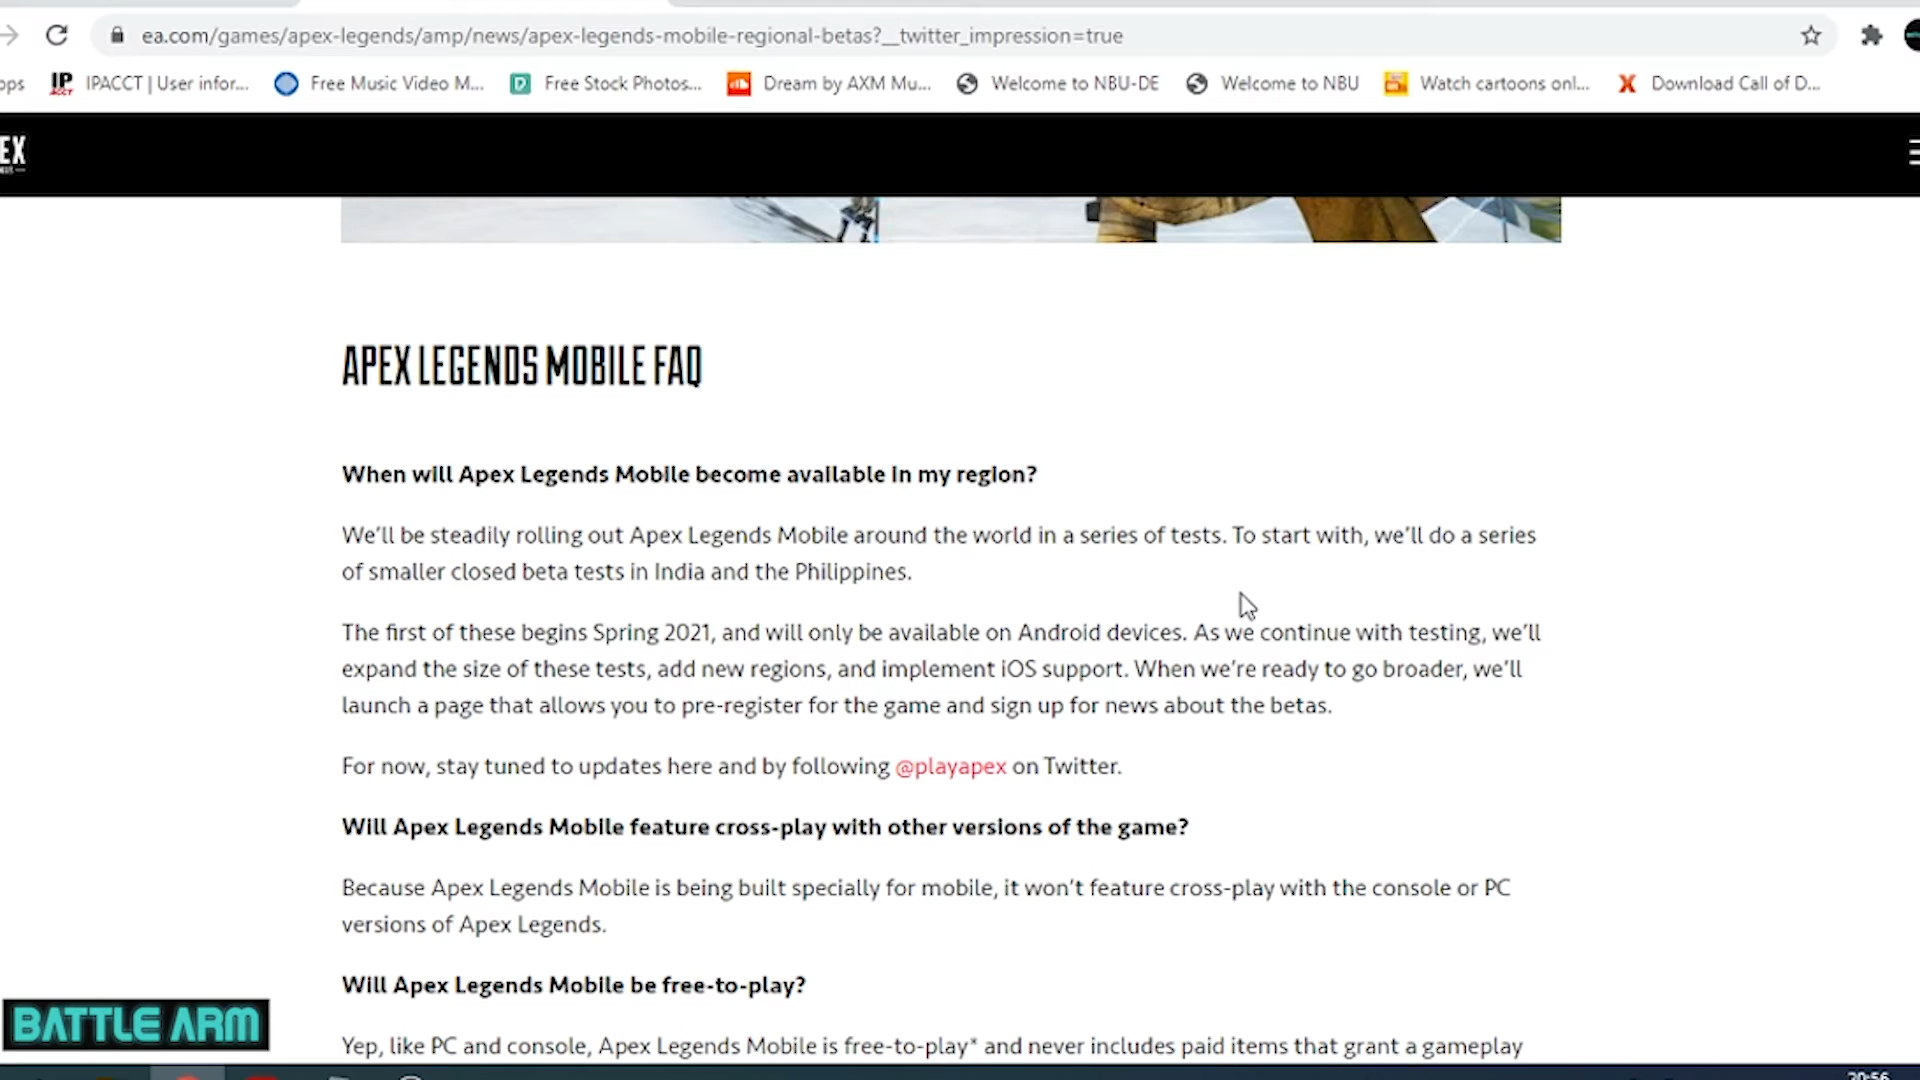 ea.com/games/apex-legends/amp/news/apex-legends-mobile-regional-betas?__twitter_impression=true
IPACCT | User infor... Free Music Video M... Free Stock Photos... Dream by AXM Mu... Welcome to NBU-DE Welcome to NBU Watch cartoons onl... Download Call of D...
EX
APEX LEGENDS MOBILE FAQ
When will Apex Legends Mobile become available in my region?
We'll be steadily rolling out Apex Legends Mobile around the world in a series of tests. To start with, we'll do a series
of smaller closed beta tests in India and the Philippines.
The first of these begins Spring 2021, and will only be available on Android devices. As we continue with testing, we'll
expand the size of these tests, add new regions, and implement iOS support. When we're ready to go broader, we'll
launch a page that allows you to pre-register for the game and sign up for news about the betas.
For now, stay tuned to updates here and by following @playapex on Twitter.
Will Apex Legends Mobile feature cross-play with other versions of the game?
Because Apex Legends Mobile is being built specially for mobile, it won't feature cross-play with the console or PC
versions of Apex Legends.
Will Apex Legends Mobile be free-to-play?
BATTLE ARM
Yep, like PC and console, Apex Legends Mobile is free-to-play* and never includes paid items that grant a gameplay